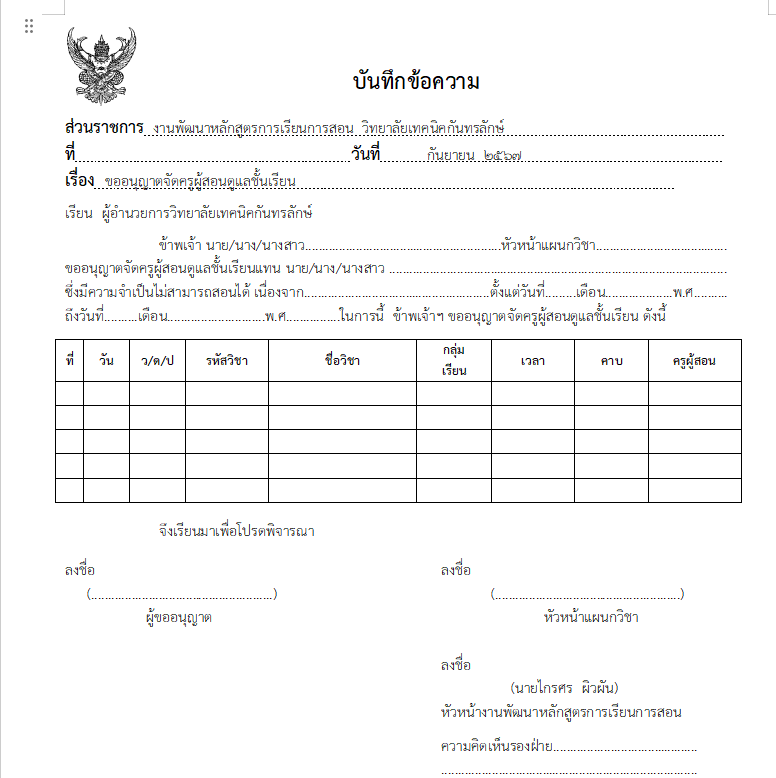 บันทึกข้อความ
ส่วนราชการ งานพัฒนาหลักสูตรการเรียนการสอน วิทยาลัยเทคนิคกันทรลักษ์
ที่ วันที่ กันยายน ๒๕๖๗
เรื่อง ขออนุญาตจัดครูผู้สอนดูแลชั้นเรียน
เรียน ผู้อำนวยการวิทยาลัยเทคนิคกันทรลักษ์
ข้าพเจ้า นาย/นาง/นางสาว................................................หัวหน้าแผนกวิชา................................
ขออนุญาตจัดครูผู้สอนดูแลชั้นเรียนแทน นาย/นาง/นางสาว ....................................................................................
ซึ่งมีความจำเป็นไม่สามารถสอนได้ เนื่องจาก..............................................ตั้งแต่วันที่........เดือน.................พ.ศ.........
ถึงวันที่.........เดือน........................พ.ศ..............ในการนี้ ข้าพเจ้าฯ ขออนุญาตจัดครูผู้สอนดูแลชั้นเรียน ดังนี้
ที่ วัน ว/ด/ป รหัสวิชา ชื่อวิชา กลุ่ม เวลา คาบ ครูผู้สอน
เรียน
จึงเรียนมาเพื่อโปรดพิจารณา
ลงชื่อ ลงชื่อ
(..............................................) (..............................................)
ผู้ขออนุญาต หัวหน้าแผนกวิชา
ลงชื่อ
(นายไกรศร ผิวผัน)
หัวหน้างานพัฒนาหลักสูตรการเรียนการสอน
ความคิดเห็นรองฝ่าย....................................
................................................................